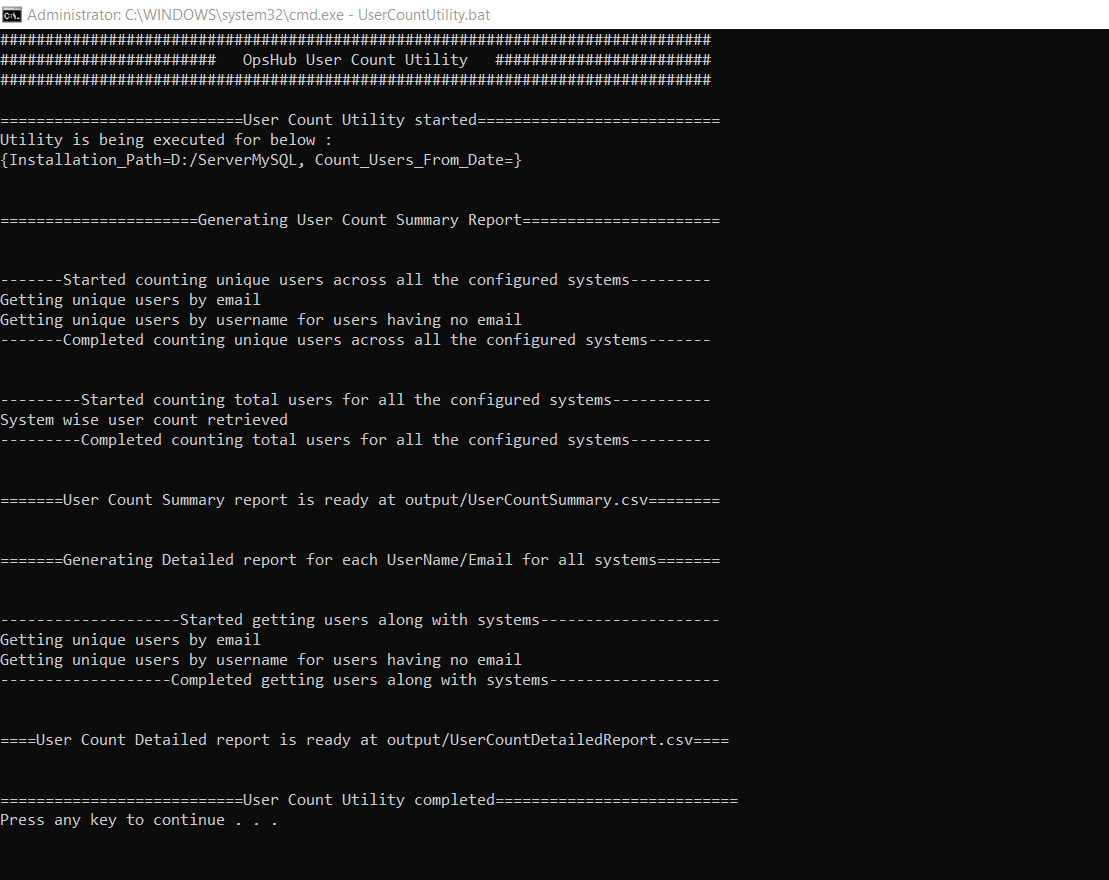 Administrator: C:\WINDOWS\system32\cmd.exe - UserCountUtility.bat
###############################################################################
########################   OpsHub User Count Utility   ########################
###############################################################################
===========================User Count Utility started===========================
Utility is being executed for below :
{Installation_Path=D:/ServerMySQL, Count_Users_From_Date=}
======================Generating User Count Summary Report======================
-------Started counting unique users across all the configured systems---------
Getting unique users by email
Getting unique users by username for users having no email
-------Completed counting unique users across all the configured systems-------
---------Started counting total users for all the configured systems-----------
System wise user count retrieved
---------Completed counting total users for all the configured systems---------
=======User Count Summary report is ready at output/UserCountSummary.csv========
=======Generating Detailed report for each UserName/Email for all systems=======
--------------------Started getting users along with systems--------------------
Getting unique users by email
Getting unique users by username for users having no email
-------------------Completed getting users along with systems-------------------
====User Count Detailed report is ready at output/UserCountDetailedReport.csv====
===========================User Count Utility completed===========================
Press any key to continue . . .